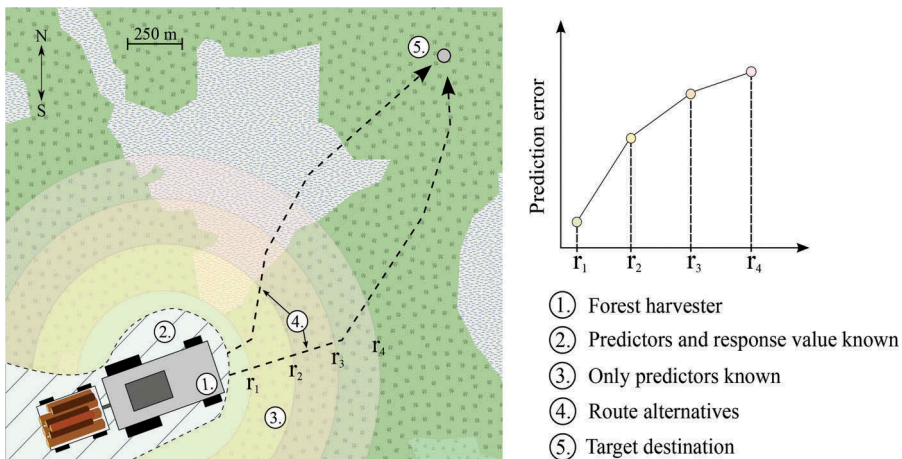 N
S
250 m
5.
2.
4.
1.
3.
r₁
r₂
r₃
r₄
Prediction error
r₁
r₂
r₃
r₄
1. Forest harvester
2. Predictors and response value known
3. Only predictors known
4. Route alternatives
5. Target destination